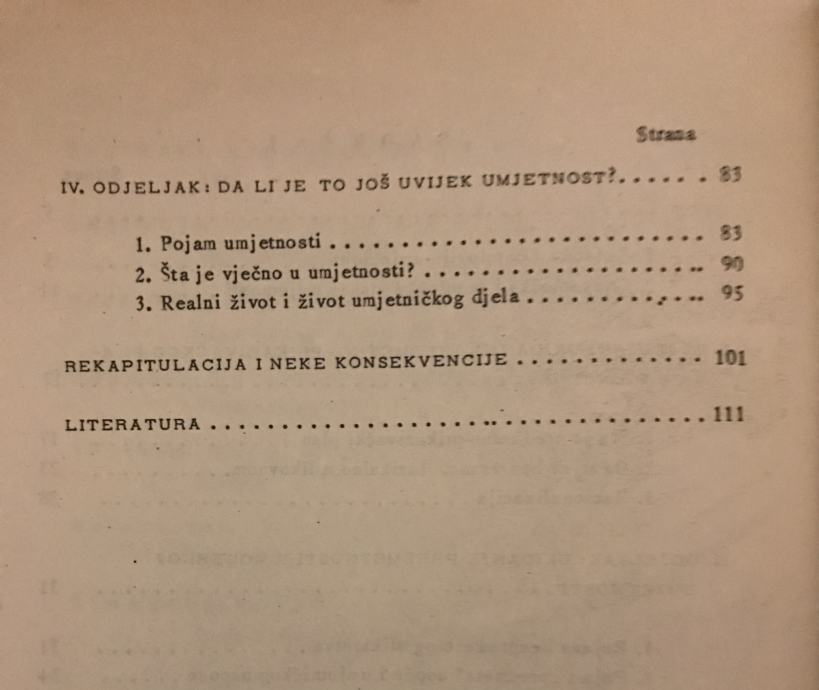 Strana
IV. ODJELJAK: DA LI JE TO JOŠ UVIJEK UMJETNOST?...... 83
1. Pojam umjetnosti ........................... 83
2. Šta je vječno u umjetnosti? .................... 90
3. Realni život i život umjetničkog djela ............. 95
REKAPITULACIJA I NEKE KONSEKVENCIJE .............. 101
LITERATURA .................................... 111